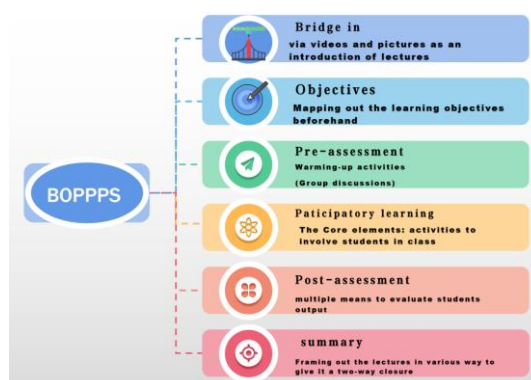 BOPPPS
Bridge in
via videos and pictures as an
introduction of lectures
Objectives
Mapping out the learning objectives
beforehand
Pre-assessment
Warming-up activities
(Group discussions)
Paticipatory learning
The Core elements: activities to
involve students in class
Post-assessment
multiple means to evaluate students
output
summary
Framing out the lectures in various way to
give it a two-way closure